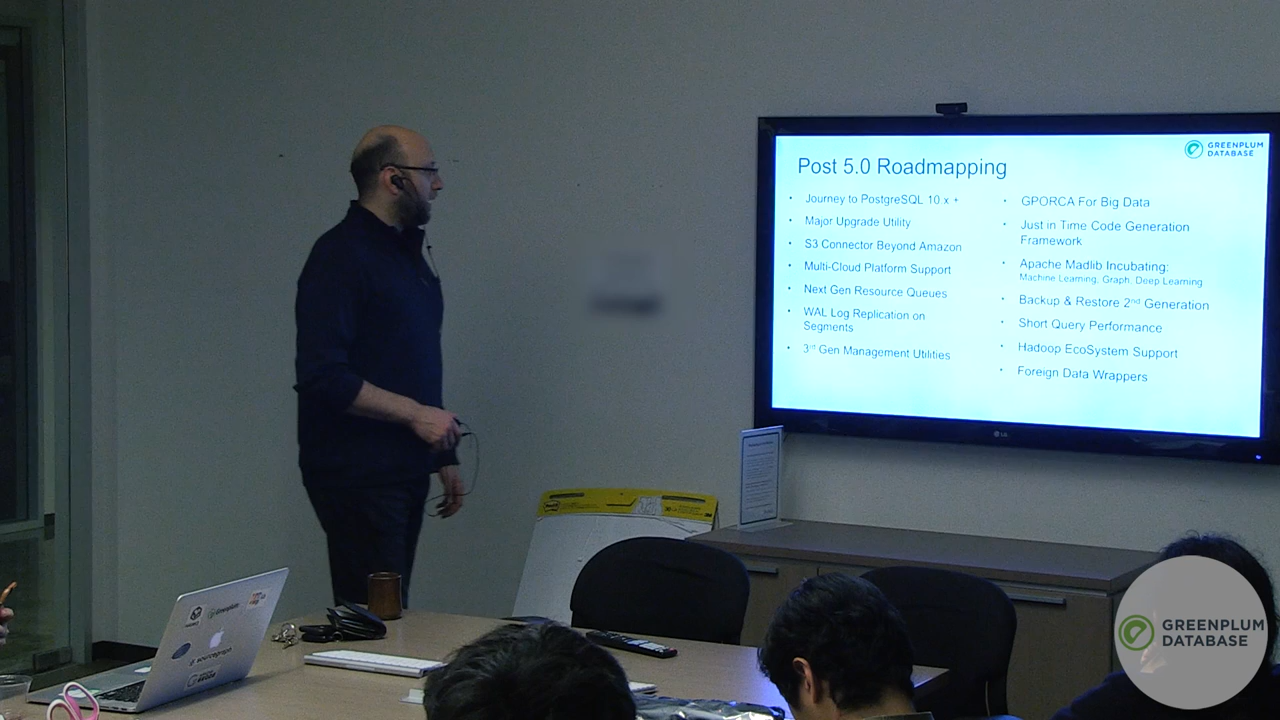 GREENPLUM
DATABASE
Post 5.0 Roadmapping
Journey to PostgreSQL 10.x +
Major Upgrade Utility
S3 Connector Beyond Amazon
Multi-Cloud Platform Support
Next Gen Resource Queues
WAL Log Replication on
Segments
3rd Gen Management Utilities
GPORCA For Big Data
Just in Time Code Generation
Framework
Apache Madlib Incubating:
Machine Learning, Graph, Deep Learning
Backup & Restore 2nd Generation
Short Query Performance
Hadoop EcoSystem Support
Foreign Data Wrappers
LG
Greenplum
sourcegraph
GREENPLUM
DATABASE